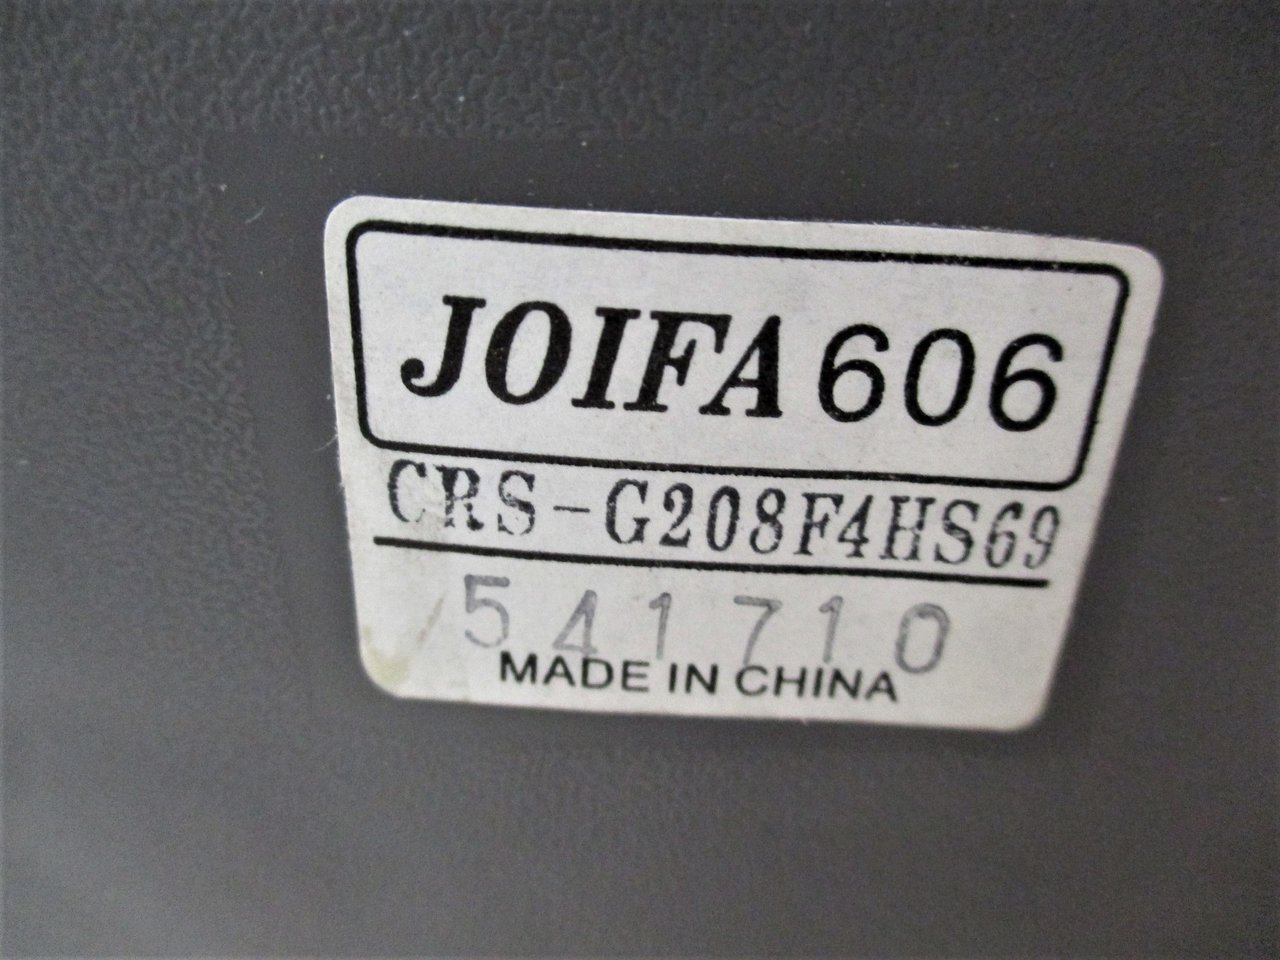 JOIFA 606
CRS-G208F4HS69
541710
MADE IN CHINA